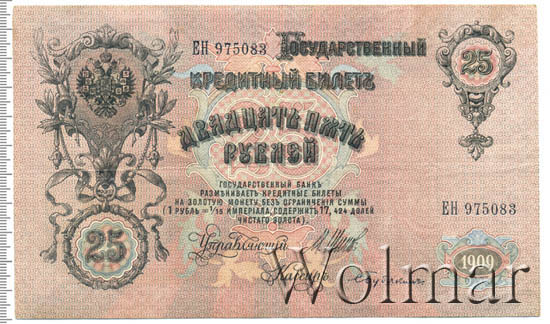 ЕН 975083 Государственный
Кредитный Билетъ
25
Двадцать пять
Рублей
Государственный Банкъ
размѣниваетъ кредитные билеты
на золотую монету, безъ ограниченія суммы
(1 рубль = 1/15 имперіала, содержитъ 17,424 долей
чистаго золота).
ЕН 975083
25
Управляющій
Кассиръ
1909
Wolmar